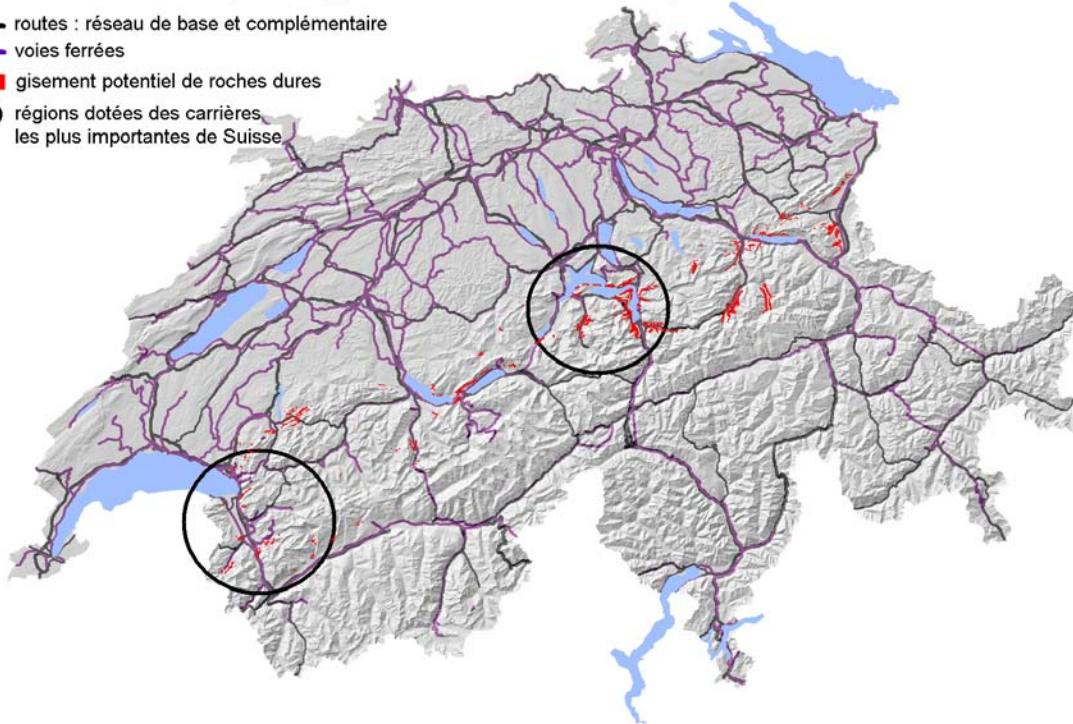 routes : réseau de base et complémentaire
voies ferrées
gisement potentiel de roches dures
régions dotées des carrières
les plus importantes de Suisse